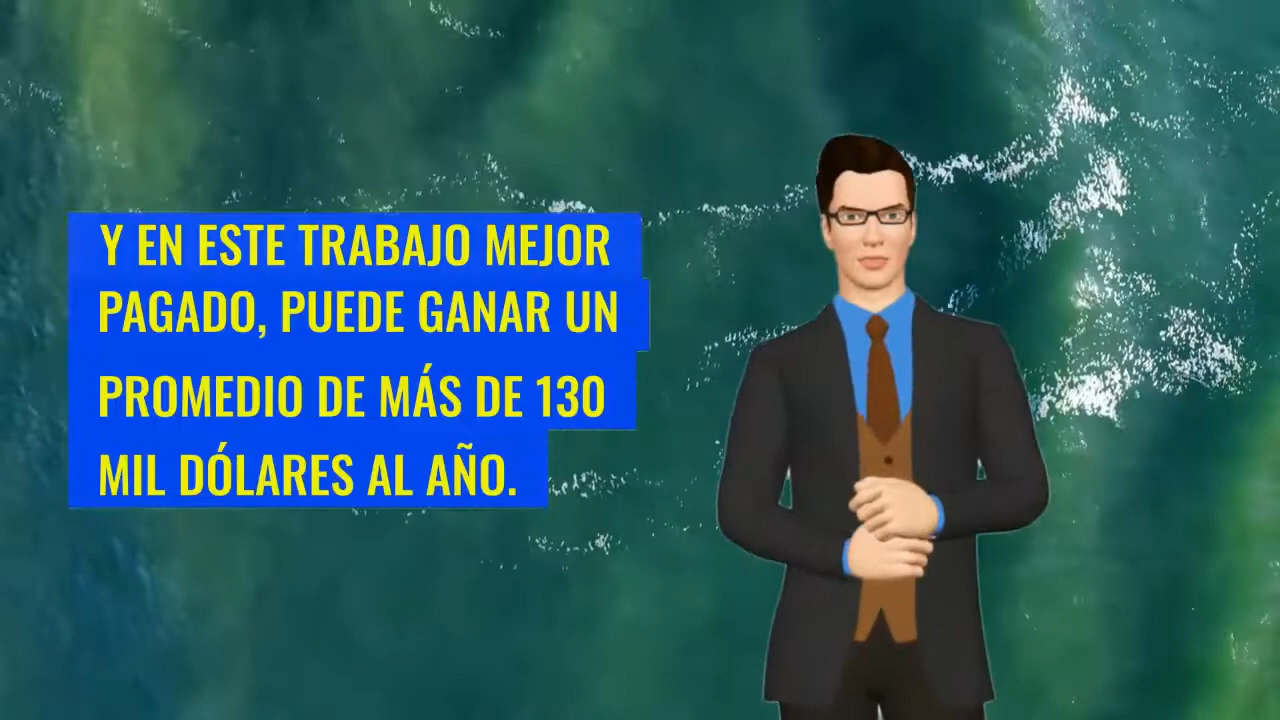 Y EN ESTE TRABAJO MEJOR
PAGADO, PUEDE GANAR UN
PROMEDIO DE MÁS DE 130
MIL DÓLARES AL AÑO.